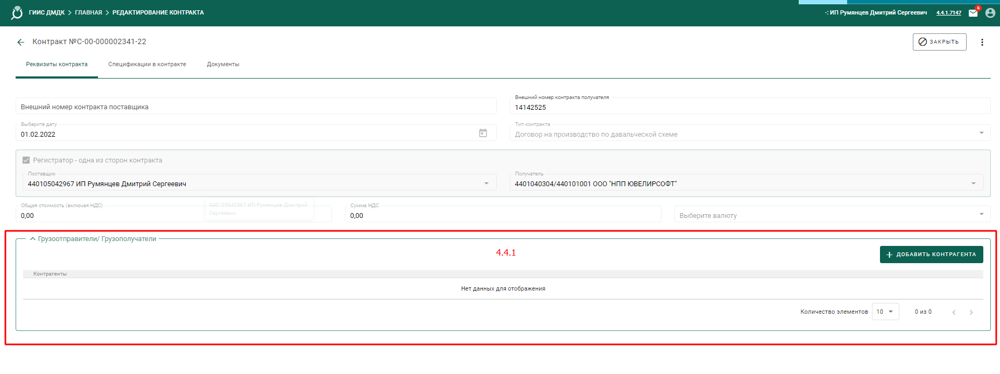 ГИИС ДМДК > ГЛАВНАЯ > РЕДАКТИРОВАНИЕ КОНТРАКТА
-: ИП Румянцев Дмитрий Сергеевич 4.4.1.7147 6
Контракт №С-00-000002341-22
ЗАКРЫТЬ
Реквизиты контракта Спецификации в контракте Документы
Внешний номер контракта поставщика
Внешний номер контракта получателя
14142525
Выберите дату
01.02.2022
Тип контракта
Договор на производство по давальческой схеме
Регистратор - одна из сторон контракта
Поставщик
440105042967 ИП Румянцев Дмитрий Сергеевич
Получатель
4401040304/440101001 ООО "НПП ЮВЕЛИРСОФТ"
Общая стоимость (включая НДС)
0,00
440105042967 ИП Румянцев Дмитрий
Сергеевич
Сумма НДС
0,00
Выберите валюту
Грузоотправители/ Грузополучатели
4.4.1
+ ДОБАВИТЬ КОНТРАГЕНТА
Контрагенты
Нет данных для отображения
Количество элементов 10 0 из 0